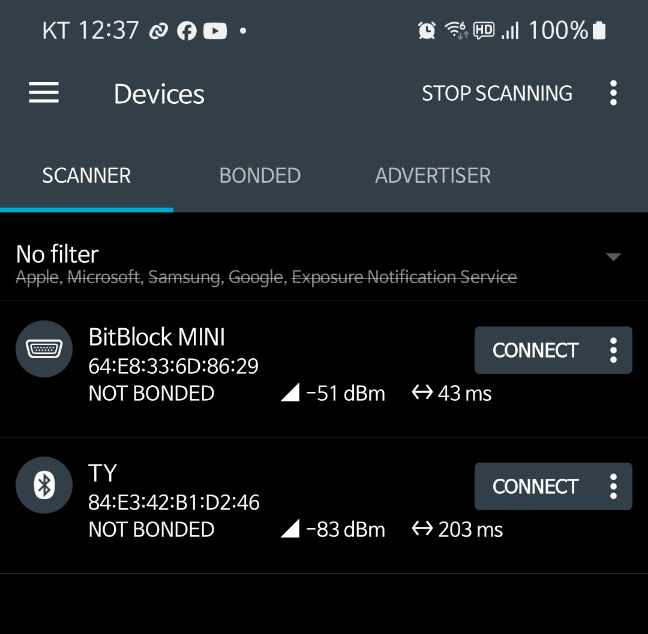 KT 12:37 • HD 100%
Devices STOP SCANNING
SCANNER BONDED ADVERTISER
No filter
Apple, Microsoft, Samsung, Google, Exposure Notification Service
BitBlock MINI
64:E8:33:6D:86:29 CONNECT
NOT BONDED -51 dBm ↔ 43 ms
TY
84:E3:42:B1:D2:46 CONNECT
NOT BONDED -83 dBm ↔ 203 ms